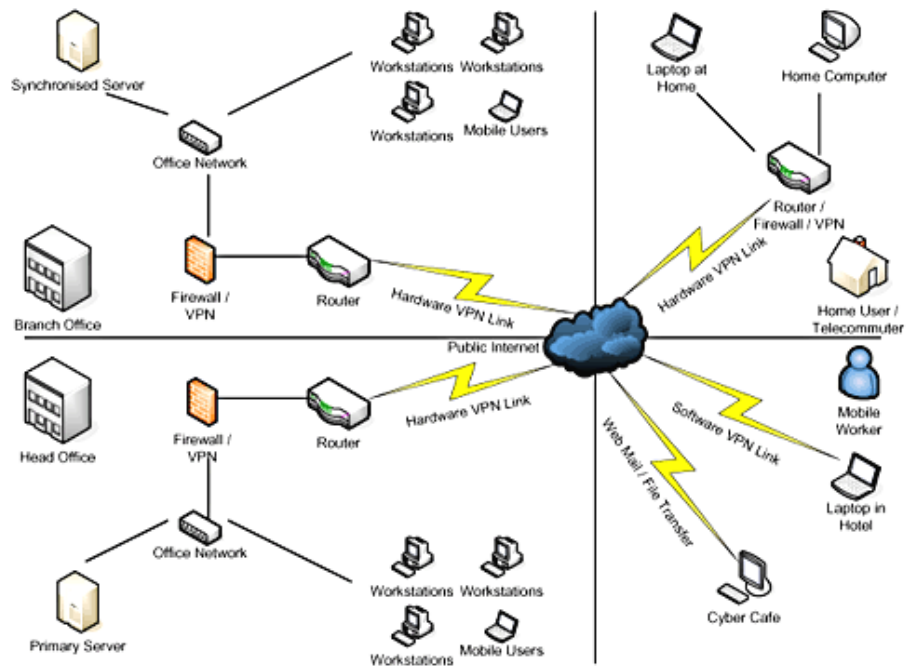 Synchronised Server
Workstations Workstations
Workstations Mobile Users
Office Network
Firewall /
VPN
Router
Hardware VPN Link
Branch Office
Laptop at
Home
Home Computer
Router /
Firewall / VPN
Hardware VPN Link
Home User /
Telecommuter
Public Internet
Head Office
Firewall /
VPN
Router
Hardware VPN Link
Office Network
Primary Server
Workstations Workstations
Workstations Mobile Users
Mobile
Worker
Software VPN Link
Laptop in
Hotel
Web Mail / File Transfer
Cyber Cafe